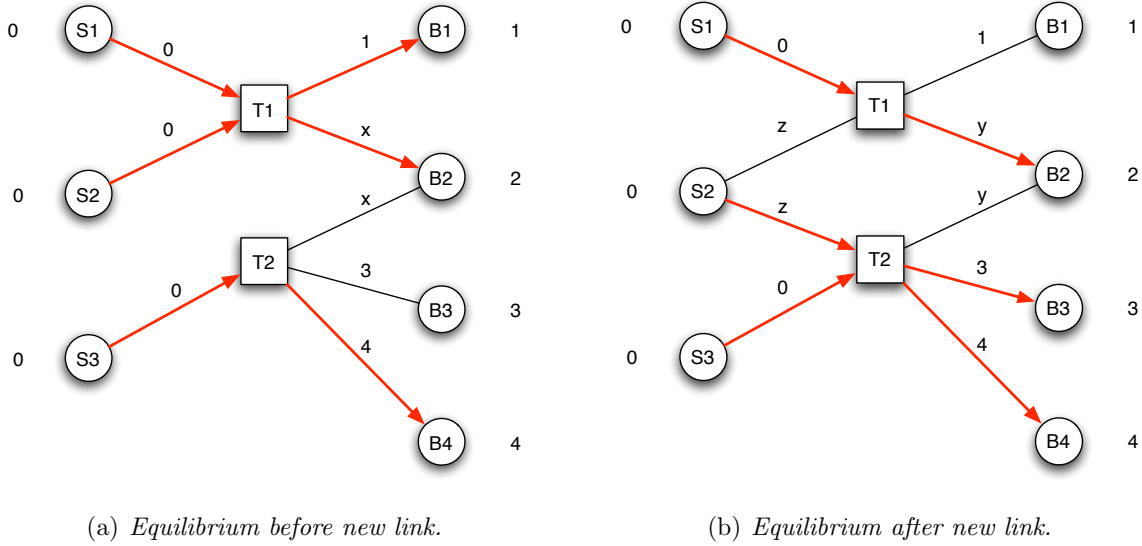 0 S1 0 1 B1 1
T1
0 S2 0 x B2 2
x
T2
0 3 B3 3
0 S3 4
B4 4
(a) Equilibrium before new link.
0 S1 0 1 B1 1
T1
z y
0 S2 B2 2
z y
T2
0 3 B3 3
0 S3 4
B4 4
(b) Equilibrium after new link.